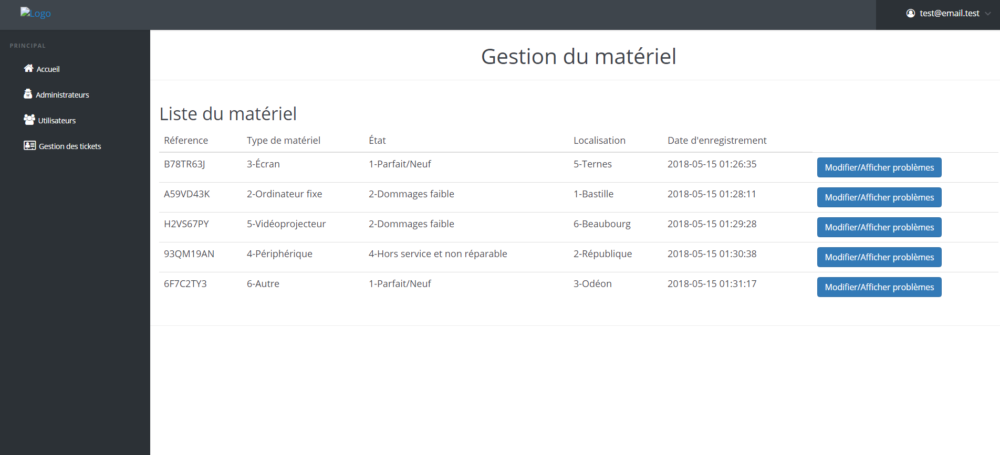 Logo
test@email.test
PRINCIPAL
Accueil
Administrateurs
Utilisateurs
Gestion des tickets
Gestion du matériel
Liste du matériel
Réference Type de matériel État Localisation Date d'enregistrement
B78TR63J 3-Écran 1-Parfait/Neuf 5-Ternes 2018-05-15 01:26:35 Modifier/Afficher problèmes
A59VD43K 2-Ordinateur fixe 2-Dommages faible 1-Bastille 2018-05-15 01:28:11 Modifier/Afficher problèmes
H2VS67PY 5-Vidéoprojecteur 2-Dommages faible 6-Beaubourg 2018-05-15 01:29:28 Modifier/Afficher problèmes
93QM19AN 4-Périphérique 4-Hors service et non réparable 2-République 2018-05-15 01:30:38 Modifier/Afficher problèmes
6F7C2TY3 6-Autre 1-Parfait/Neuf 3-Odéon 2018-05-15 01:31:17 Modifier/Afficher problèmes